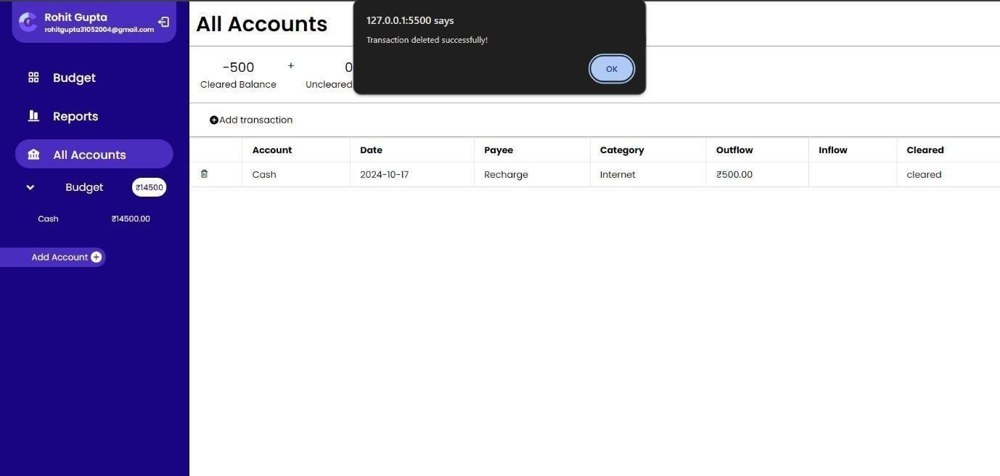 Rohit Gupta
rohitgupta31052004@gmail.com
Budget
Reports
All Accounts
Budget ₹14500
Cash ₹14500.00
Add Account
All Accounts
127.0.0.1:5500 says
Transaction deleted successfully!
OK
-500 + 0
Cleared Balance Uncleared
Add transaction
Account Date Payee Category Outflow Inflow Cleared
Cash 2024-10-17 Recharge Internet ₹500.00 cleared